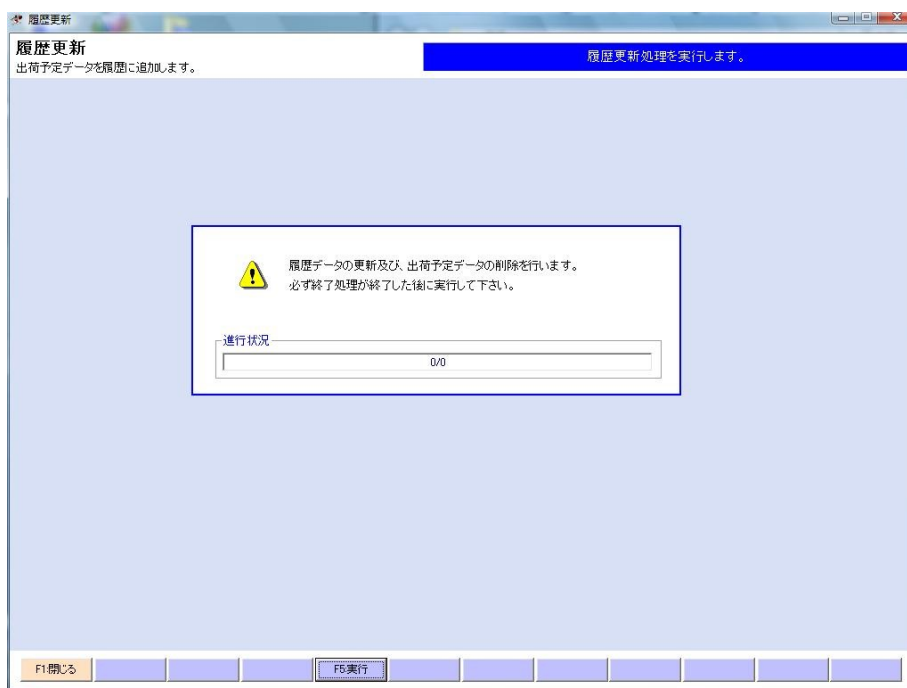 履歴更新
履歴更新
出荷予定データを履歴に追加します。
履歴更新処理を実行します。
履歴データの更新及び、出荷予定データの削除を行います。
必ず終了処理が終了した後に実行して下さい。
進行状況
0/0
F1:閉じる
F5:実行